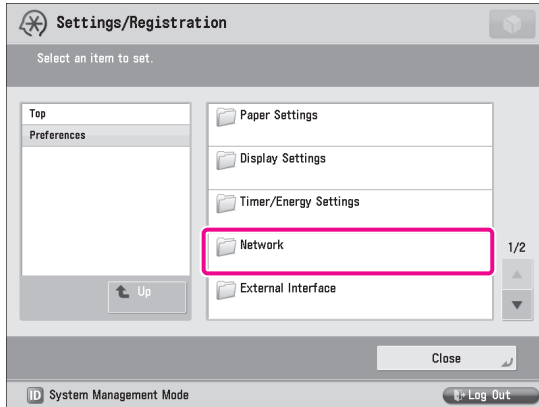 Settings/Registration
Select an item to set.
Top
Preferences
Up
Paper Settings
Display Settings
Timer/Energy Settings
Network
External Interface
1/2
Close
ID System Management Mode
Log Out